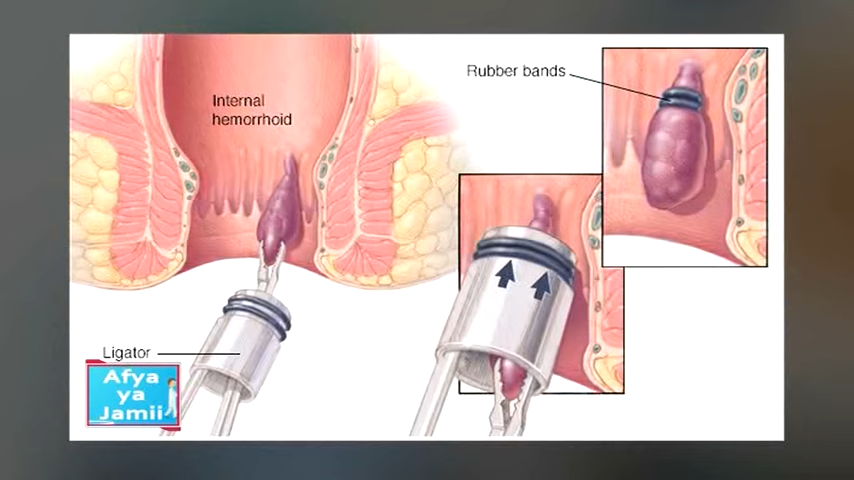 Rubber bands
Internal
hemorrhoid
Ligator
Afya
ya
Jamii